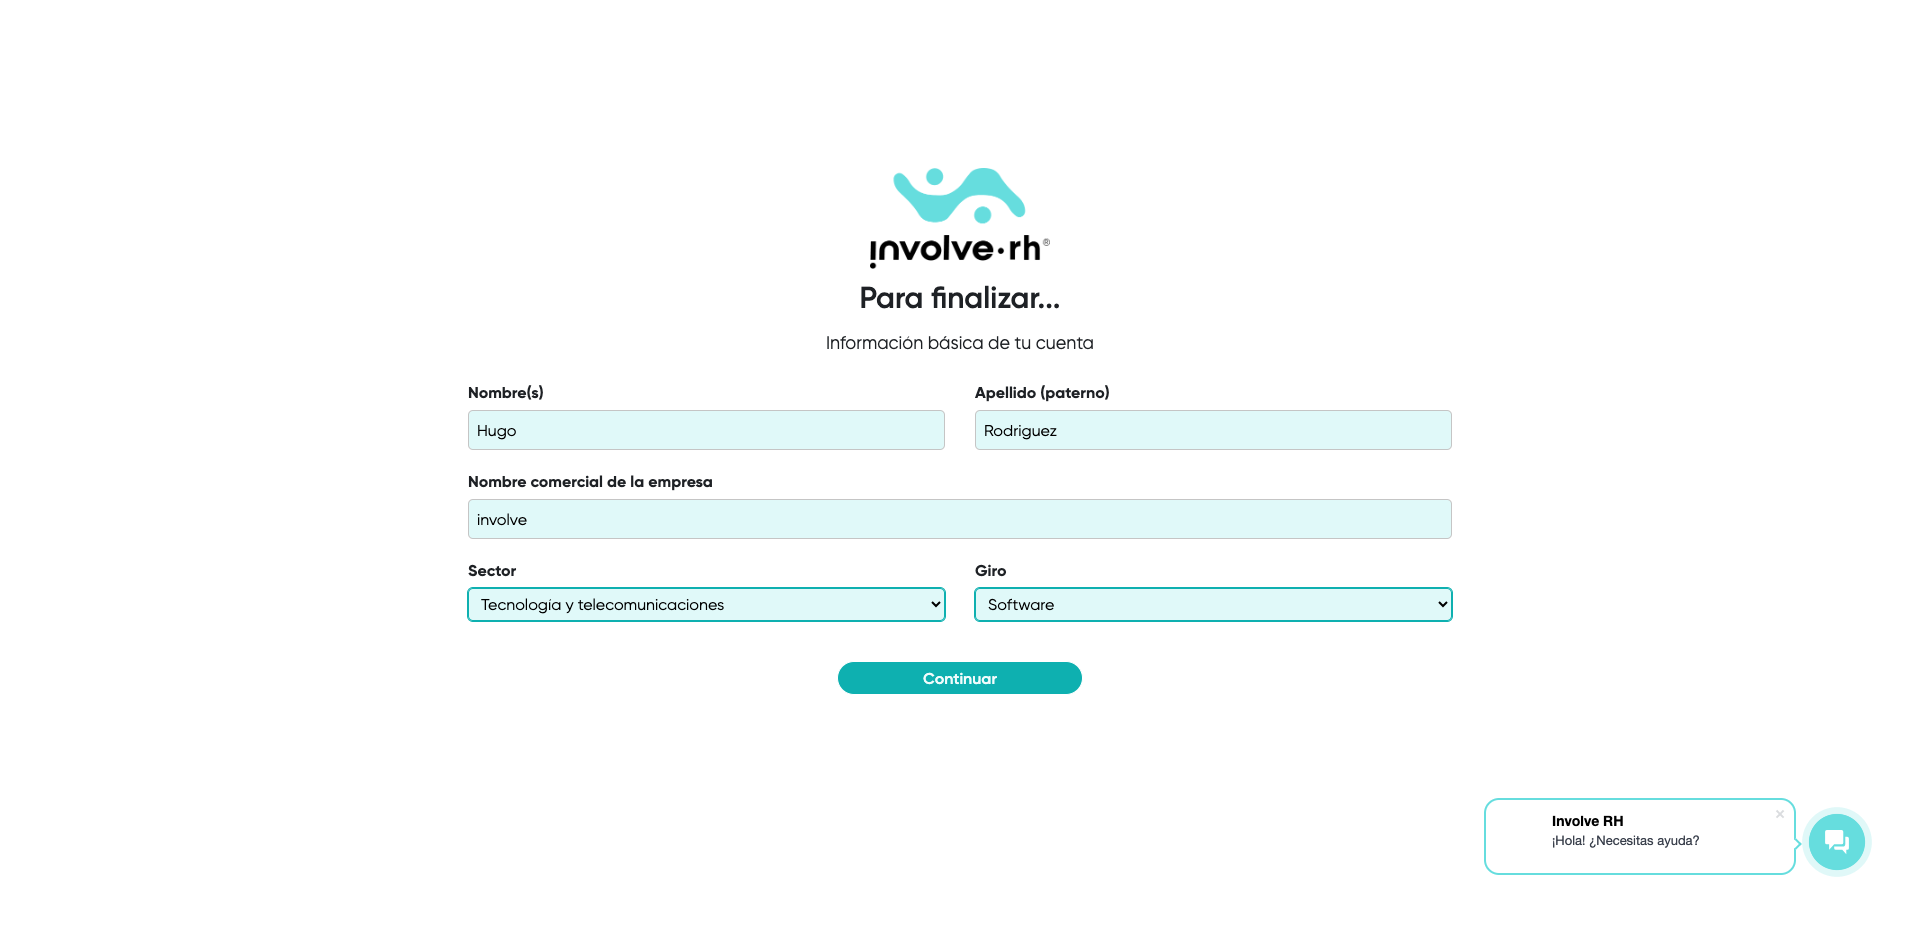 involve·rh®
Para finalizar...
Información básica de tu cuenta
Nombre(s)
Apellido (paterno)
Hugo
Rodriguez
Nombre comercial de la empresa
involve
Sector
Giro
Tecnología y telecomunicaciones
Software
Continuar
Involve RH
¡Hola! ¿Necesitas ayuda?